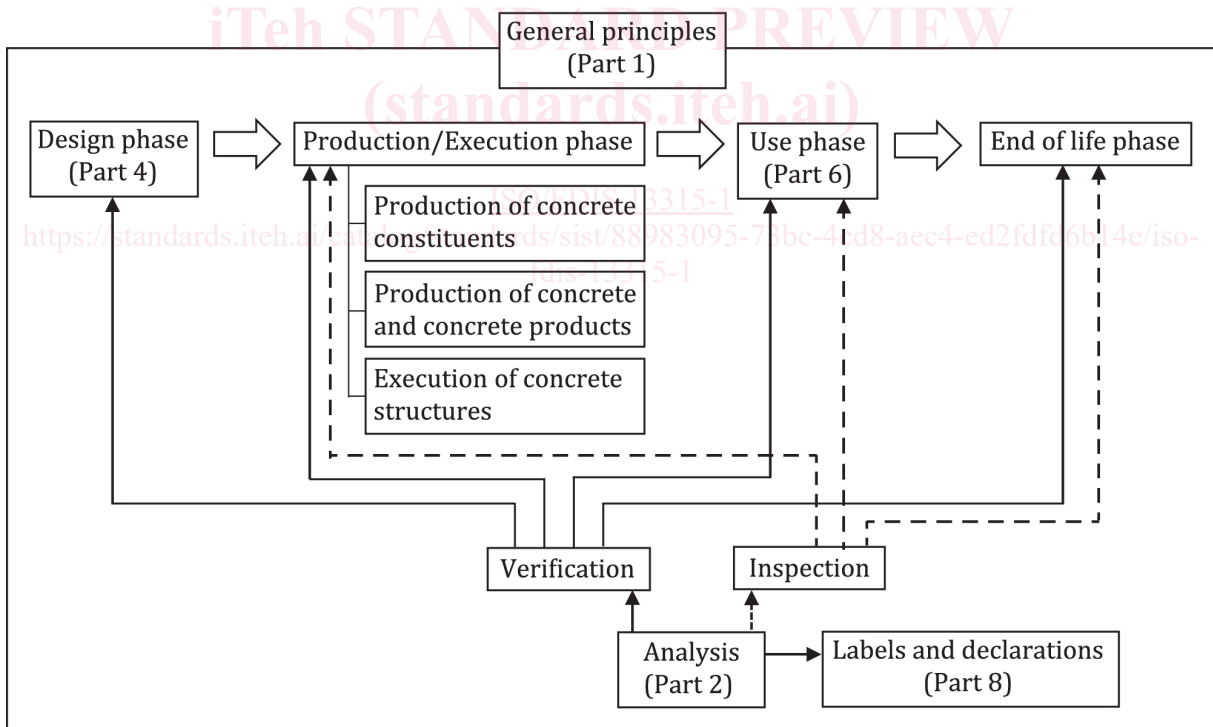 iTeh STANDARD PREVIEW
(standards.iteh.ai)
General principles
(Part 1)
Design phase
(Part 4)
Production/Execution phase
Use phase
(Part 6)
End of life phase
ISO/FDIS 13315-1
https://standards.iteh.ai/catalog/standards/sist/88983095-73bc-4cd8-aec4-ed2fdfd6b14e/iso-
fdis-13315-1
Production of concrete
constituents
Production of concrete
and concrete products
Execution of concrete
structures
Verification
Inspection
Analysis
(Part 2)
Labels and declarations
(Part 8)